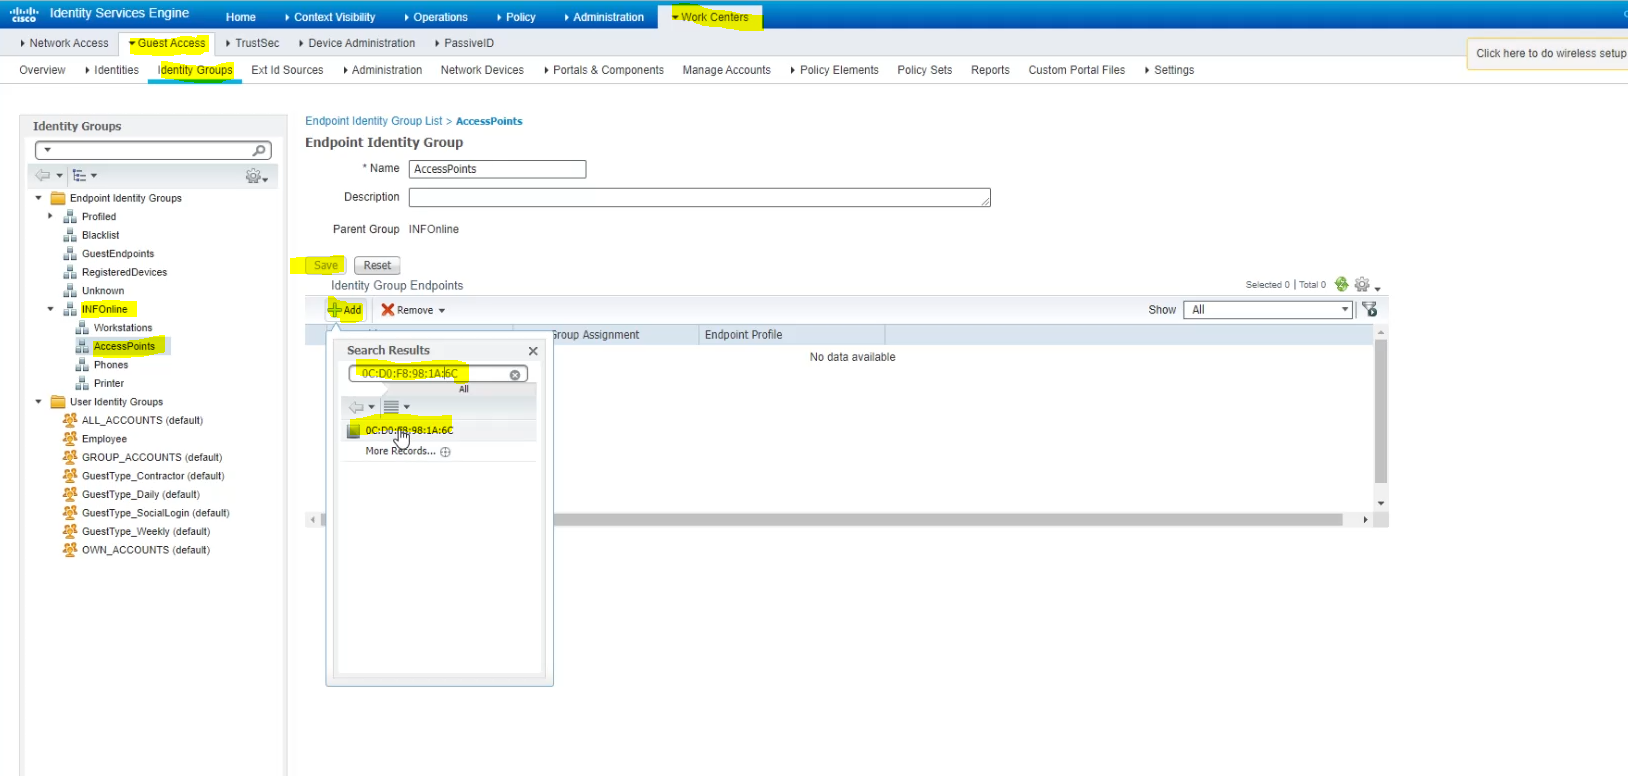 cisco Identity Services Engine Home Context Visibility Operations Policy Administration Work Centers
Network Access Guest Access TrustSec Device Administration PassiveID
Click here to do wireless setup
Overview Identities Identity Groups Ext Id Sources Administration Network Devices Portals & Components Manage Accounts Policy Elements Policy Sets Reports Custom Portal Files Settings
Identity Groups
Endpoint Identity Groups
Profiled
Blacklist
GuestEndpoints
RegisteredDevices
Unknown
INFOnline
Workstations
AccessPoints
Phones
Printer
User Identity Groups
ALL_ACCOUNTS (default)
Employee
GROUP_ACCOUNTS (default)
GuestType_Contractor (default)
GuestType_Daily (default)
GuestType_SocialLogin (default)
GuestType_Weekly (default)
OWN_ACCOUNTS (default)
Endpoint Identity Group List > AccessPoints
Endpoint Identity Group
* Name AccessPoints
Description
Parent Group INFOnline
Save Reset
Identity Group Endpoints
Selected 0 | Total 0
Add Remove Show All
Group Assignment Endpoint Profile
No data available
Search Results
0C:D0:F8:98:1A:6C
All
0C:D0:F8:98:1A:6C
More Records...